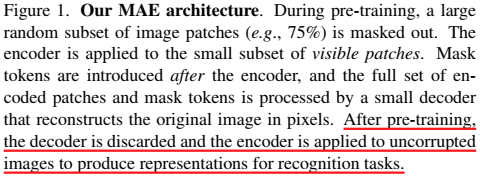 Figure 1. Our MAE architecture. During pre-training, a large
random subset of image patches (e.g., 75%) is masked out. The
encoder is applied to the small subset of visible patches. Mask
tokens are introduced after the encoder, and the full set of en-
coded patches and mask tokens is processed by a small decoder
that reconstructs the original image in pixels. After pre-training,
the decoder is discarded and the encoder is applied to uncorrupted
images to produce representations for recognition tasks.